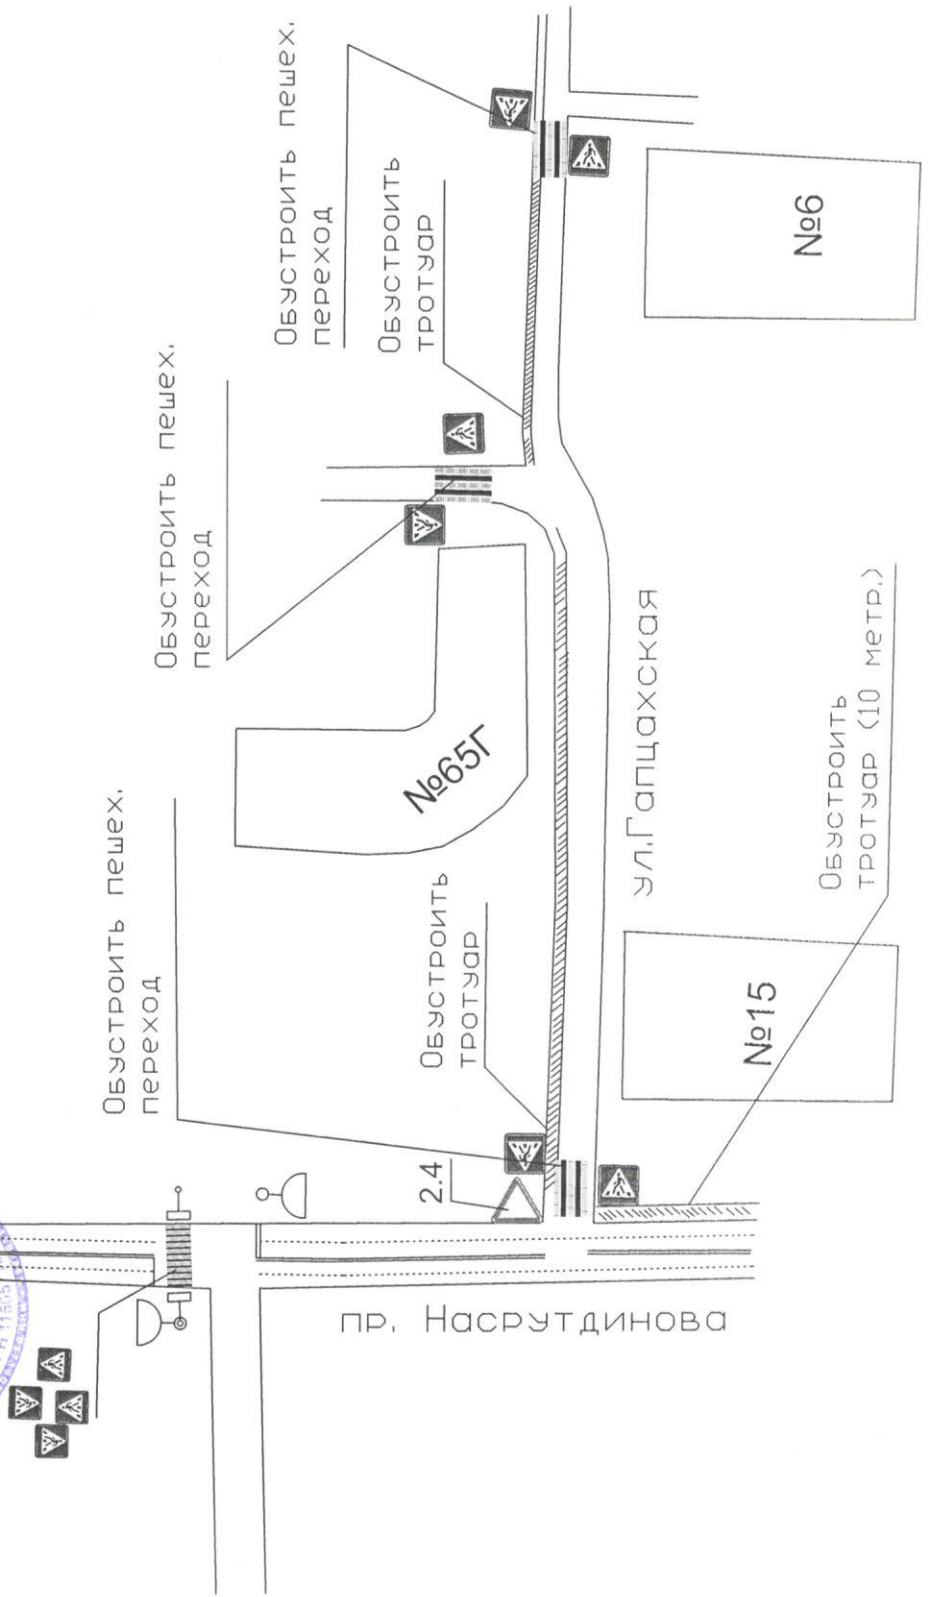 Обустроить пешех.
переход
Обустроить
тротуар
Обустроить пешех.
переход
Обустроить пешех.
переход
Обустроить
тротуар
2.4
№65Г
№6
№15
ул.Гапцахская
Обустроить
тротуар (10 метр.)
пр. Насрутдинова